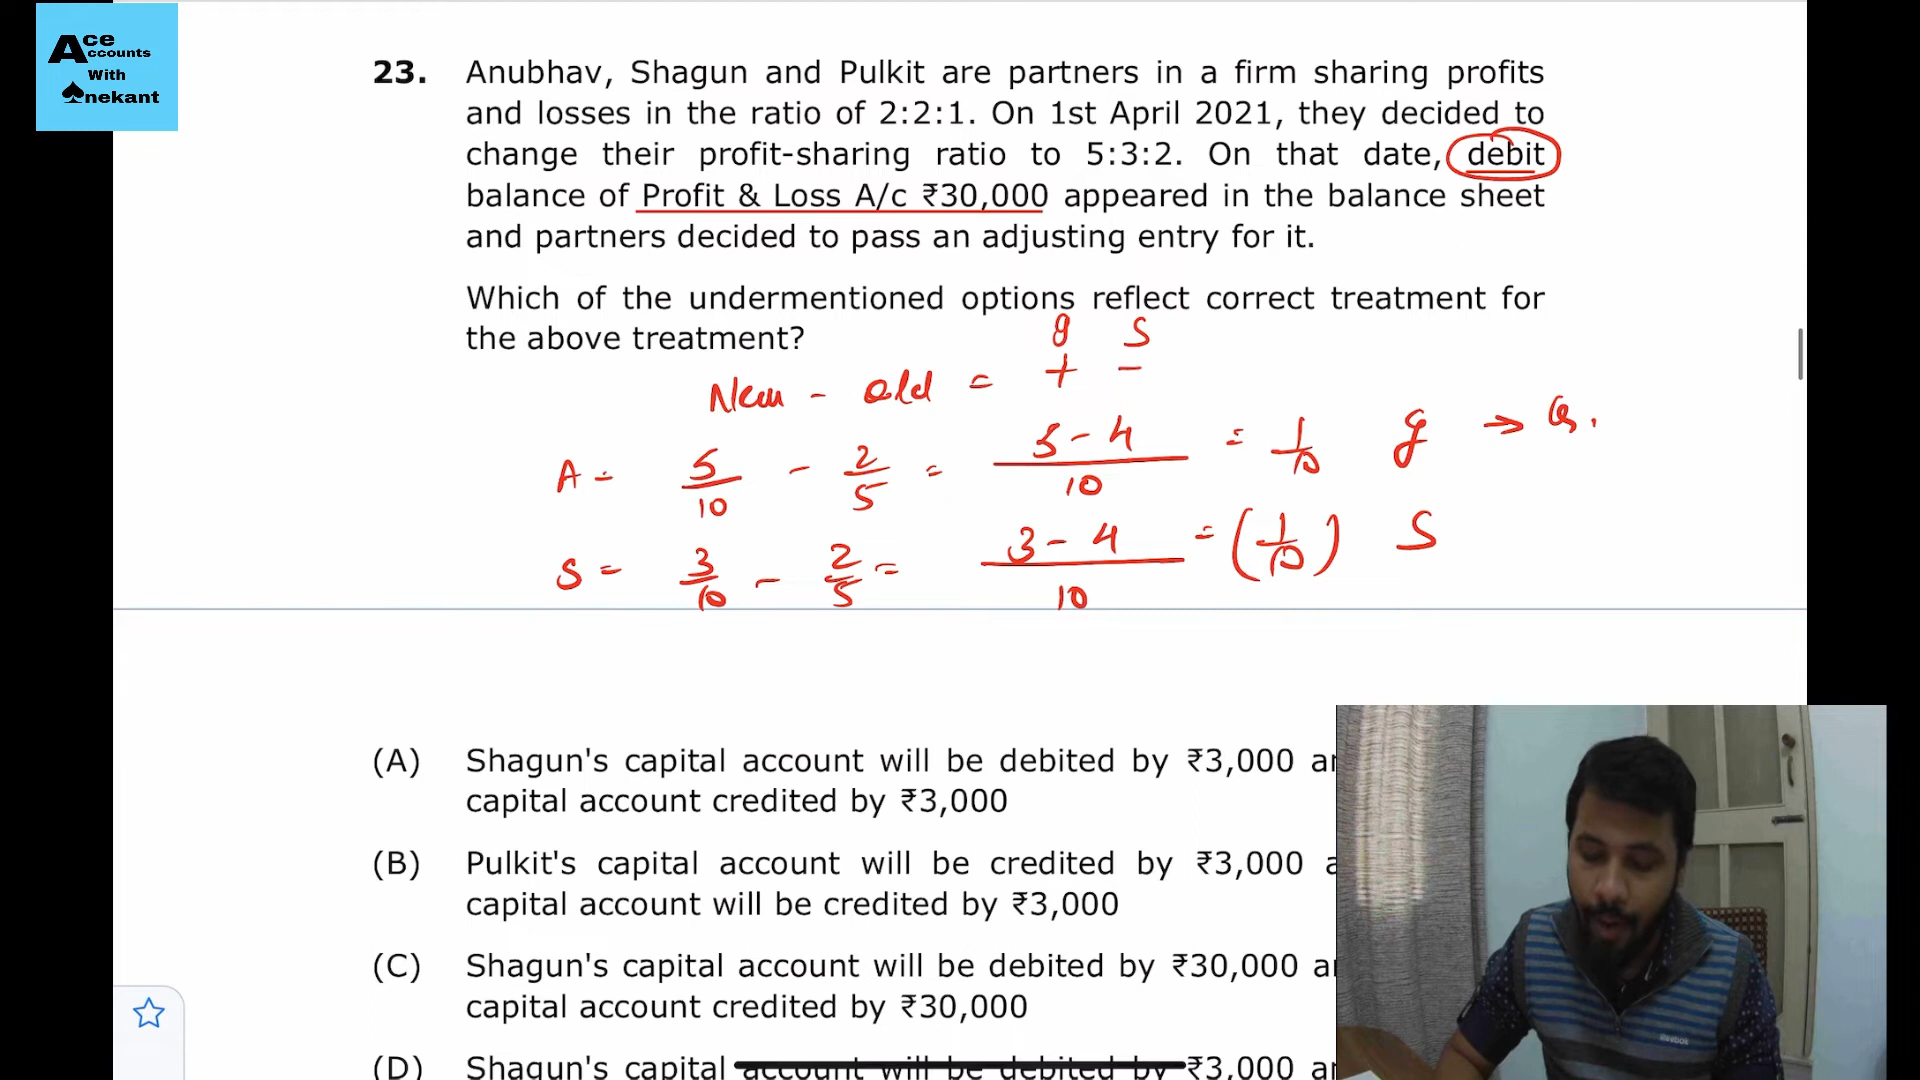 Ace
Accounts
With
Anekant
23. Anubhav, Shagun and Pulkit are partners in a firm sharing profits
and losses in the ratio of 2:2:1. On 1st April 2021, they decided to
change their profit-sharing ratio to 5:3:2. On that date, debit
balance of Profit & Loss A/c ₹30,000 appeared in the balance sheet
and partners decided to pass an adjusting entry for it.
Which of the undermentioned options reflect correct treatment for
the above treatment?
g S
New - old = + -
A = 5/10 - 2/5 = 5-4/10 = 1/10 g → G.
S = 3/10 - 2/5 = 3-4/10 = (1/10) S
(A) Shagun's capital account will be debited by ₹3,000
capital account credited by ₹3,000
(B) Pulkit's capital account will be credited by ₹3,000
capital account will be credited by ₹3,000
(C) Shagun's capital account will be debited by ₹30,000
capital account credited by ₹30,000
(D) Shagun's capital account will be debited by ₹3,000